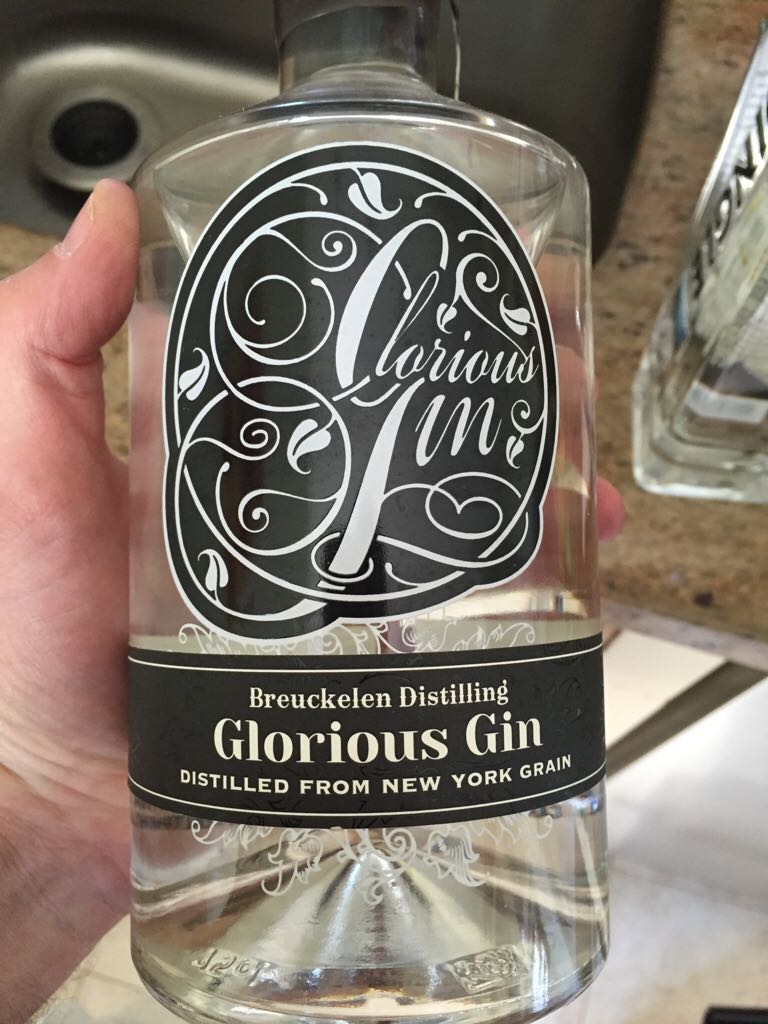 Glorious
Gin
Breuckelen Distilling
Glorious Gin
DISTILLED FROM NEW YORK GRAIN